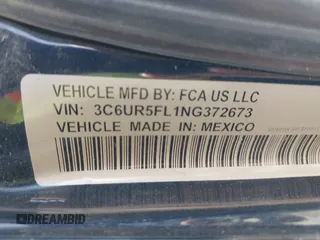 VEHICLE MFD BY: FCA US LLC
VIN: 3C6UR5FL1NG372673
VEHICLE MADE IN: MEXICO
DREAMBID